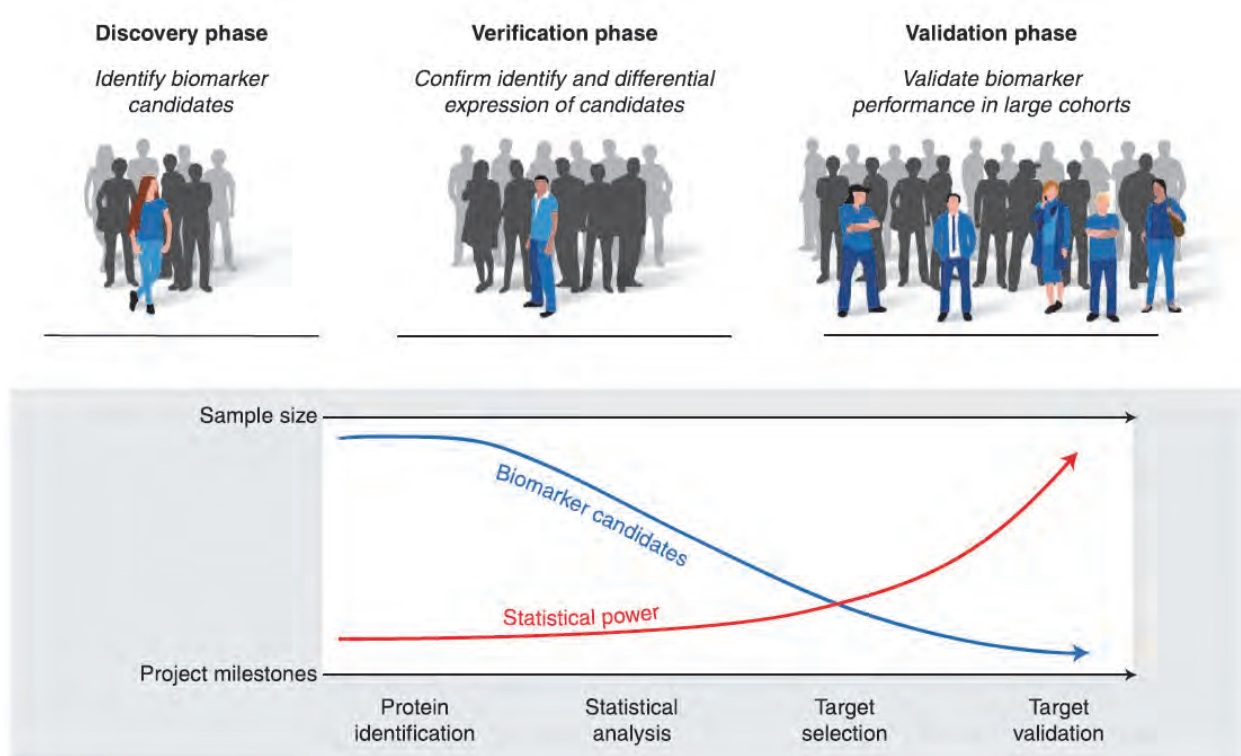 Discovery phase
Identify biomarker
candidates
Verification phase
Confirm identify and differential
expression of candidates
Validation phase
Validate biomarker
performance in large cohorts
Sample size
Biomarker candidates
Statistical power
Project milestones
Protein
identification
Statistical
analysis
Target
selection
Target
validation